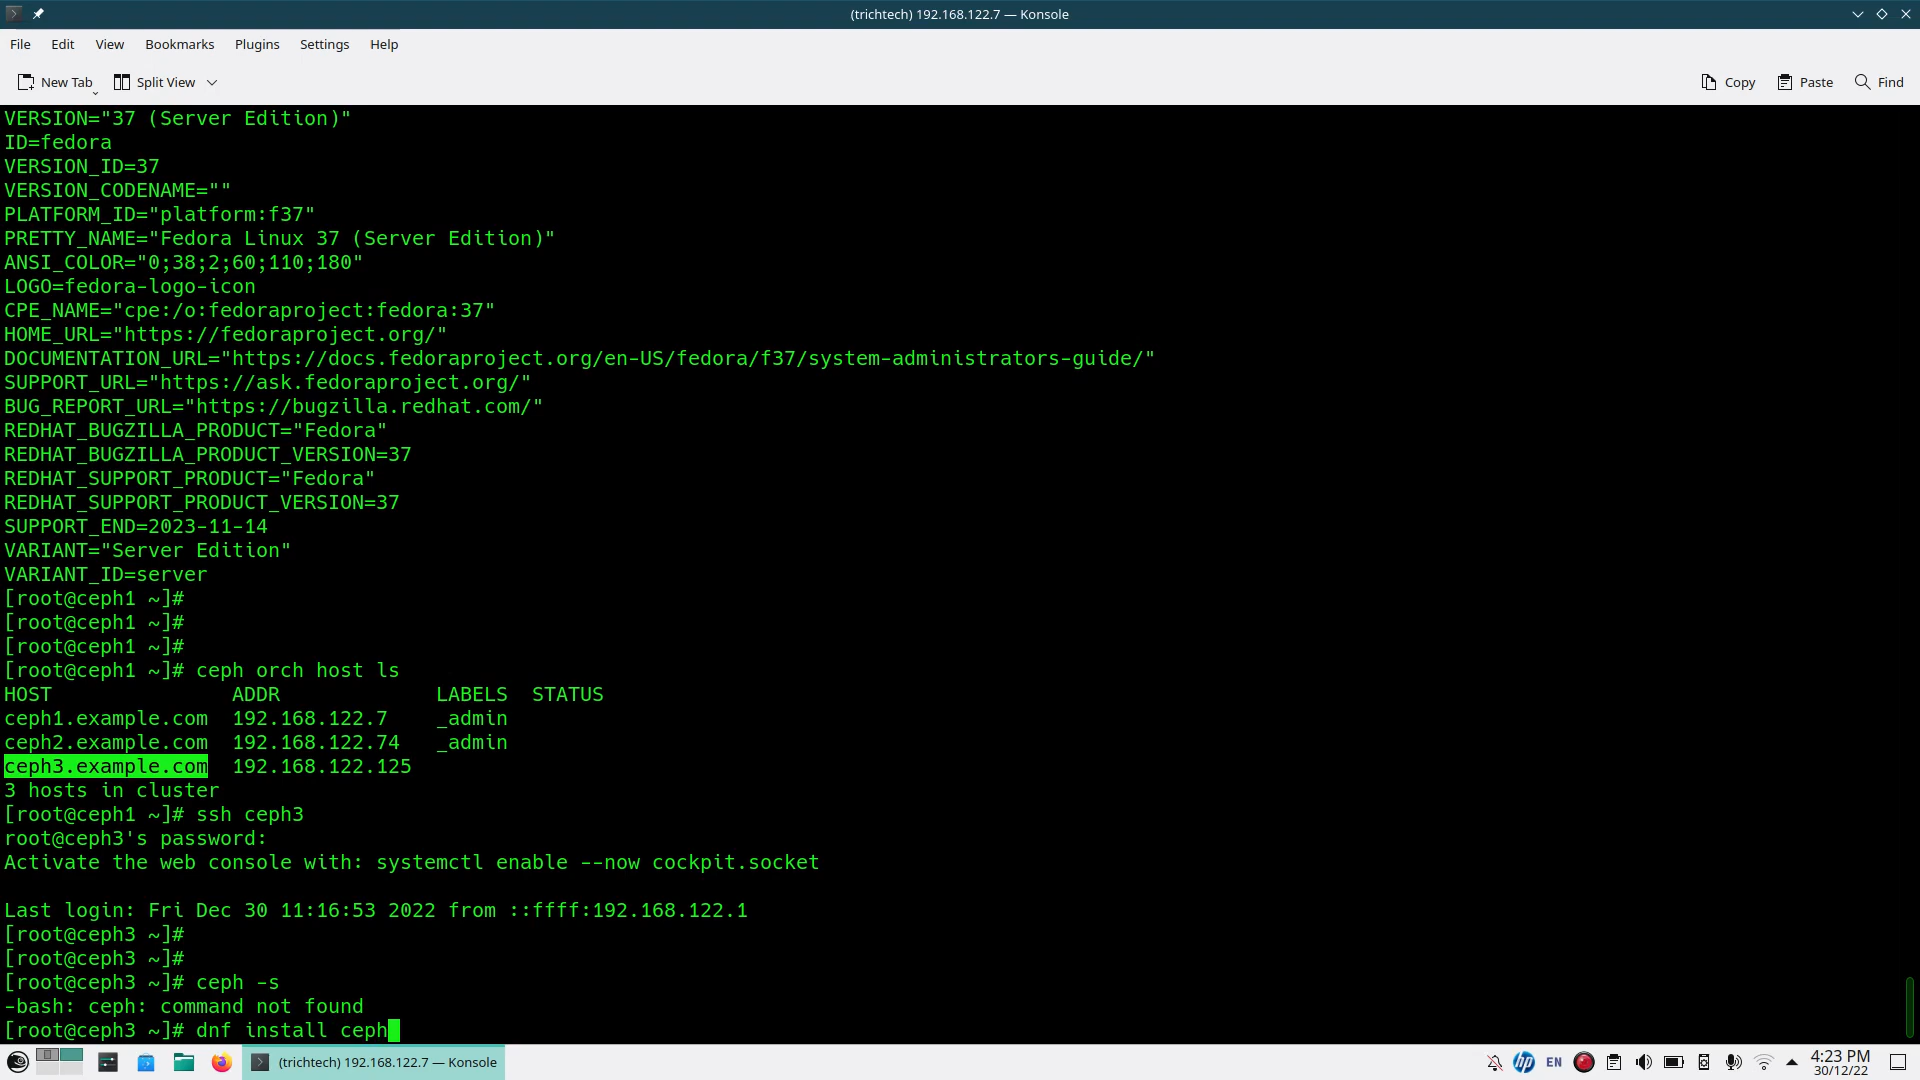 (trichtech) 192.168.122.7 — Konsole
File Edit View Bookmarks Plugins Settings Help
New Tab Split View Copy Paste Find
VERSION="37 (Server Edition)"
ID=fedora
VERSION_ID=37
VERSION_CODENAME=""
PLATFORM_ID="platform:f37"
PRETTY_NAME="Fedora Linux 37 (Server Edition)"
ANSI_COLOR="0;38;2;60;110;180"
LOGO=fedora-logo-icon
CPE_NAME="cpe:/o:fedoraproject:fedora:37"
HOME_URL="https://fedoraproject.org/"
DOCUMENTATION_URL="https://docs.fedoraproject.org/en-US/fedora/f37/system-administrators-guide/"
SUPPORT_URL="https://ask.fedoraproject.org/"
BUG_REPORT_URL="https://bugzilla.redhat.com/"
REDHAT_BUGZILLA_PRODUCT="Fedora"
REDHAT_BUGZILLA_PRODUCT_VERSION=37
REDHAT_SUPPORT_PRODUCT="Fedora"
REDHAT_SUPPORT_PRODUCT_VERSION=37
SUPPORT_END=2023-11-14
VARIANT="Server Edition"
VARIANT_ID=server
[root@ceph1 ~]#
[root@ceph1 ~]#
[root@ceph1 ~]#
[root@ceph1 ~]# ceph orch host ls
HOST ADDR LABELS STATUS
ceph1.example.com 192.168.122.7 _admin
ceph2.example.com 192.168.122.74 _admin
ceph3.example.com 192.168.122.125
3 hosts in cluster
[root@ceph1 ~]# ssh ceph3
root@ceph3's password:
Activate the web console with: systemctl enable --now cockpit.socket
Last login: Fri Dec 30 11:16:53 2022 from ::ffff:192.168.122.1
[root@ceph3 ~]#
[root@ceph3 ~]#
[root@ceph3 ~]# ceph -s
-bash: ceph: command not found
[root@ceph3 ~]# dnf install ceph
(trichtech) 192.168.122.7 — Konsole hp EN 4:23 PM
30/12/22